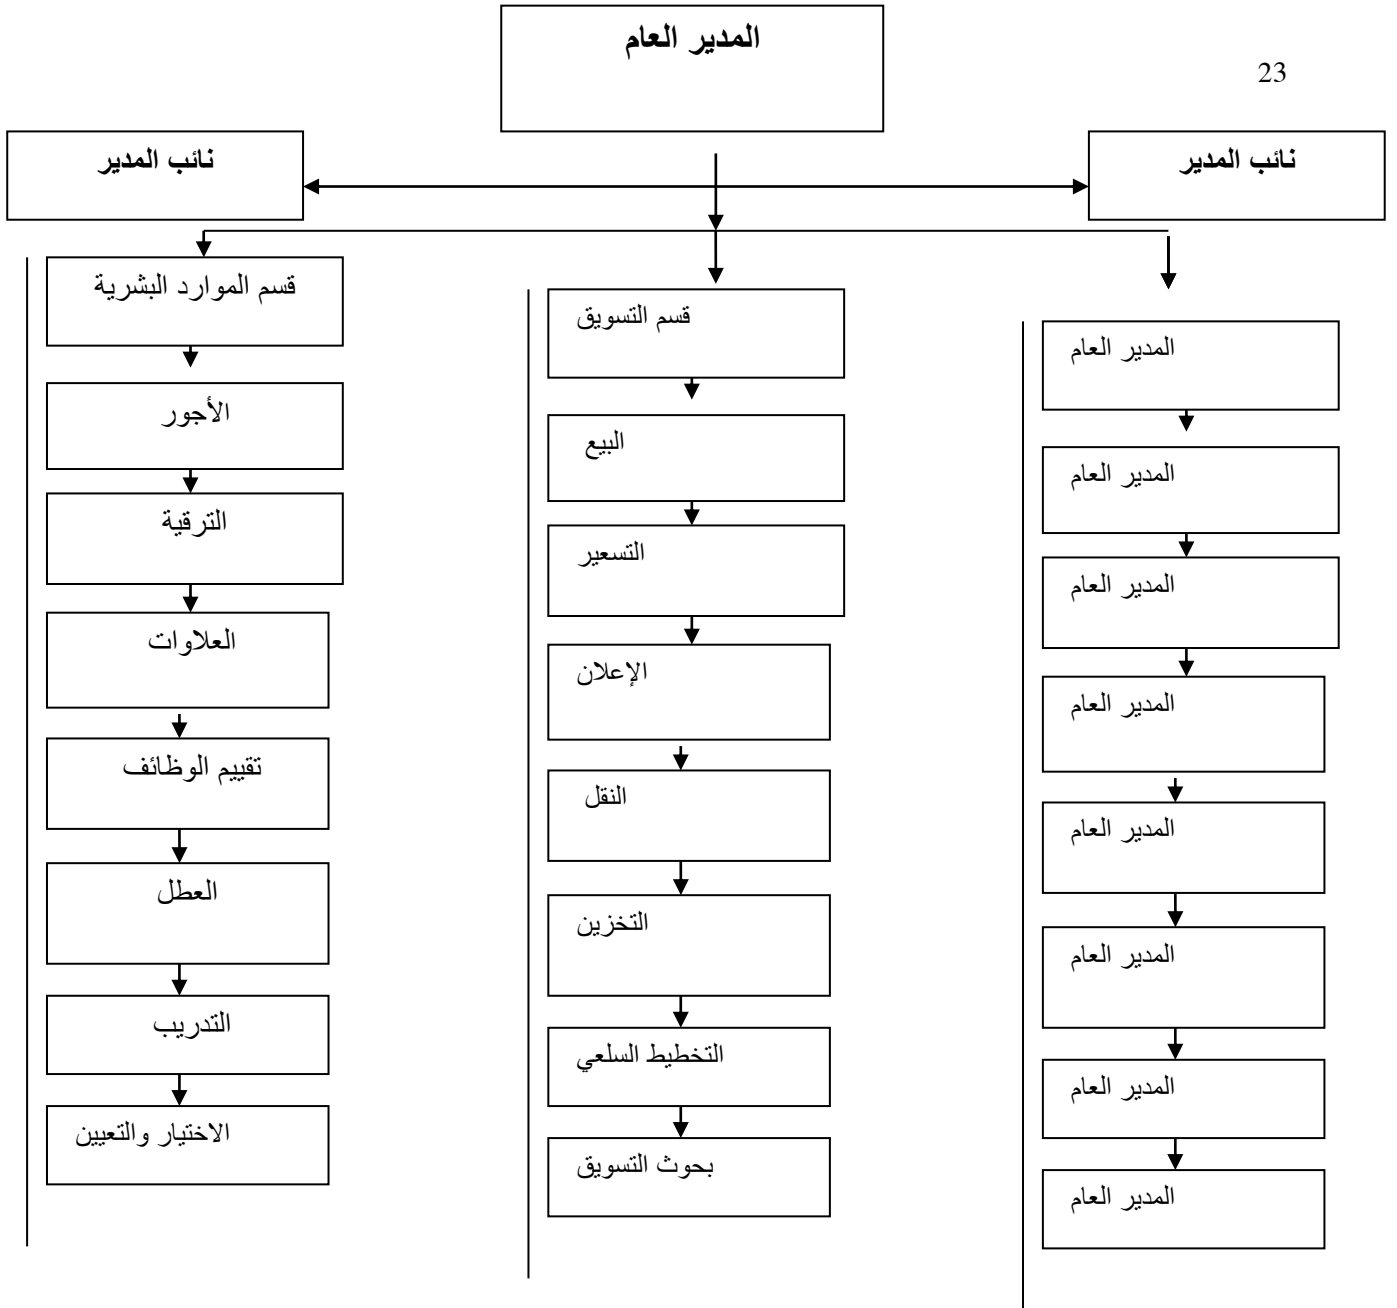 المدير العام
23
نائب المدير
نائب المدير
المدير العام
المدير العام
المدير العام
المدير العام
المدير العام
المدير العام
المدير العام
المدير العام
قسم التسويق
البيع
التسعير
الإعلان
النقل
التخزين
التخطيط السلعي
بحوث التسويق
قسم الموارد البشرية
الأجور
الترقية
العلاوات
تقييم الوظائف
العطل
التدريب
الاختيار والتعيين